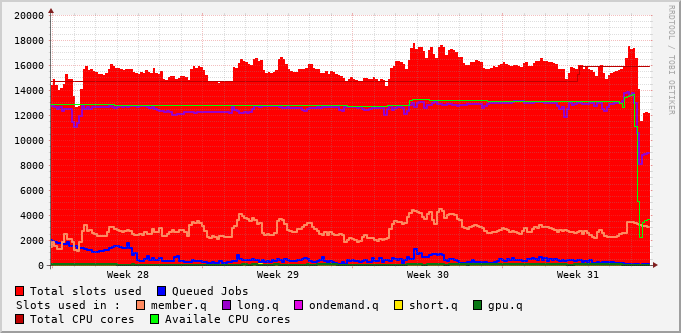 20000
18000
16000
14000
12000
10000
8000
6000
4000
2000
0
Week 28 Week 29 Week 30 Week 31
RRDTOOL / TOBI OETIKER
Total slots used Queued Jobs
Slots used in : member.q long.q ondemand.q short.q gpu.q
Total CPU cores Availale CPU cores